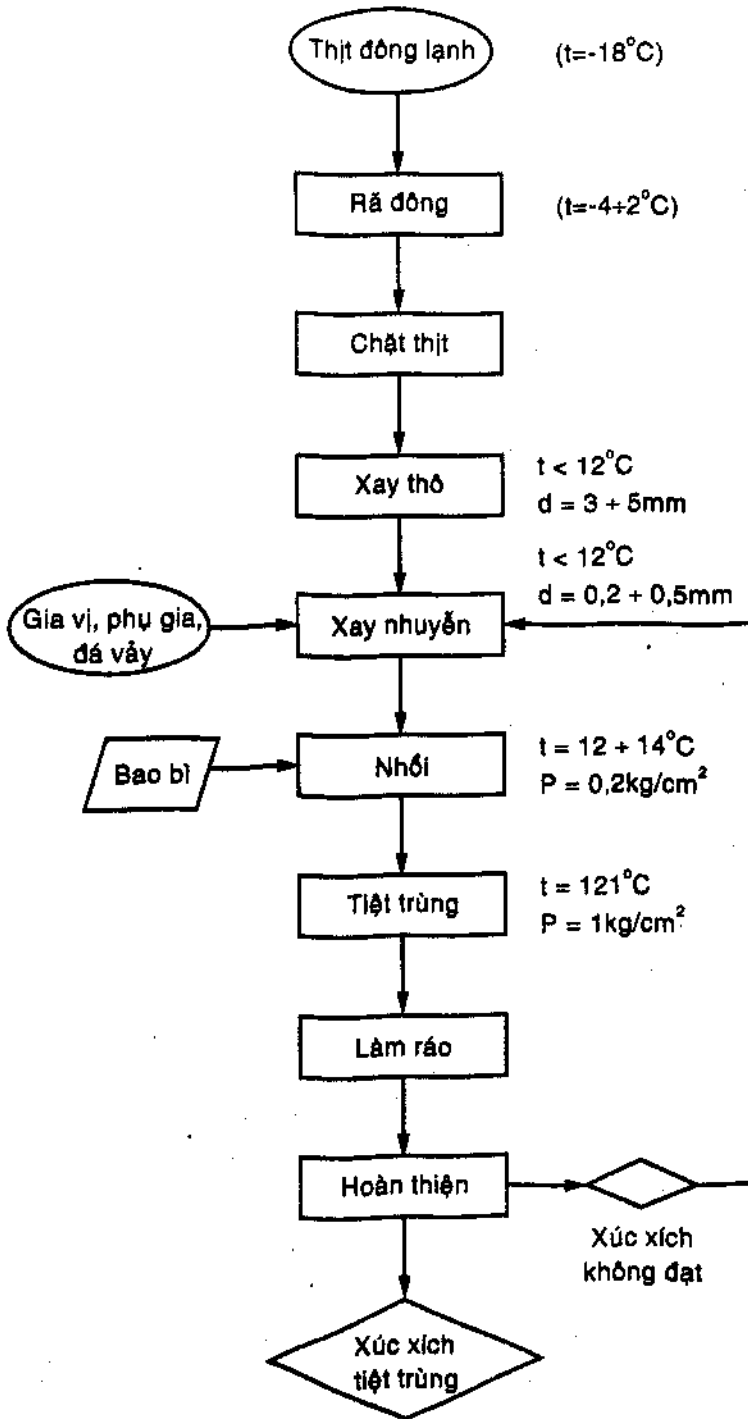 Thịt đông lạnh
(t=-18°C)
Rã đông
(t=-4÷2°C)
Chặt thịt
Xay thô
t < 12°C
d = 3 ÷ 5mm
t < 12°C
d = 0,2 ÷ 0,5mm
Gia vị, phụ gia,
đá vảy
Xay nhuyễn
Bao bì
Nhồi
t = 12 ÷ 14°C
P = 0,2kg/cm²
Tiệt trùng
t = 121°C
P = 1kg/cm²
Làm ráo
Hoàn thiện
Xúc xích
không đạt
Xúc xích
tiệt trùng